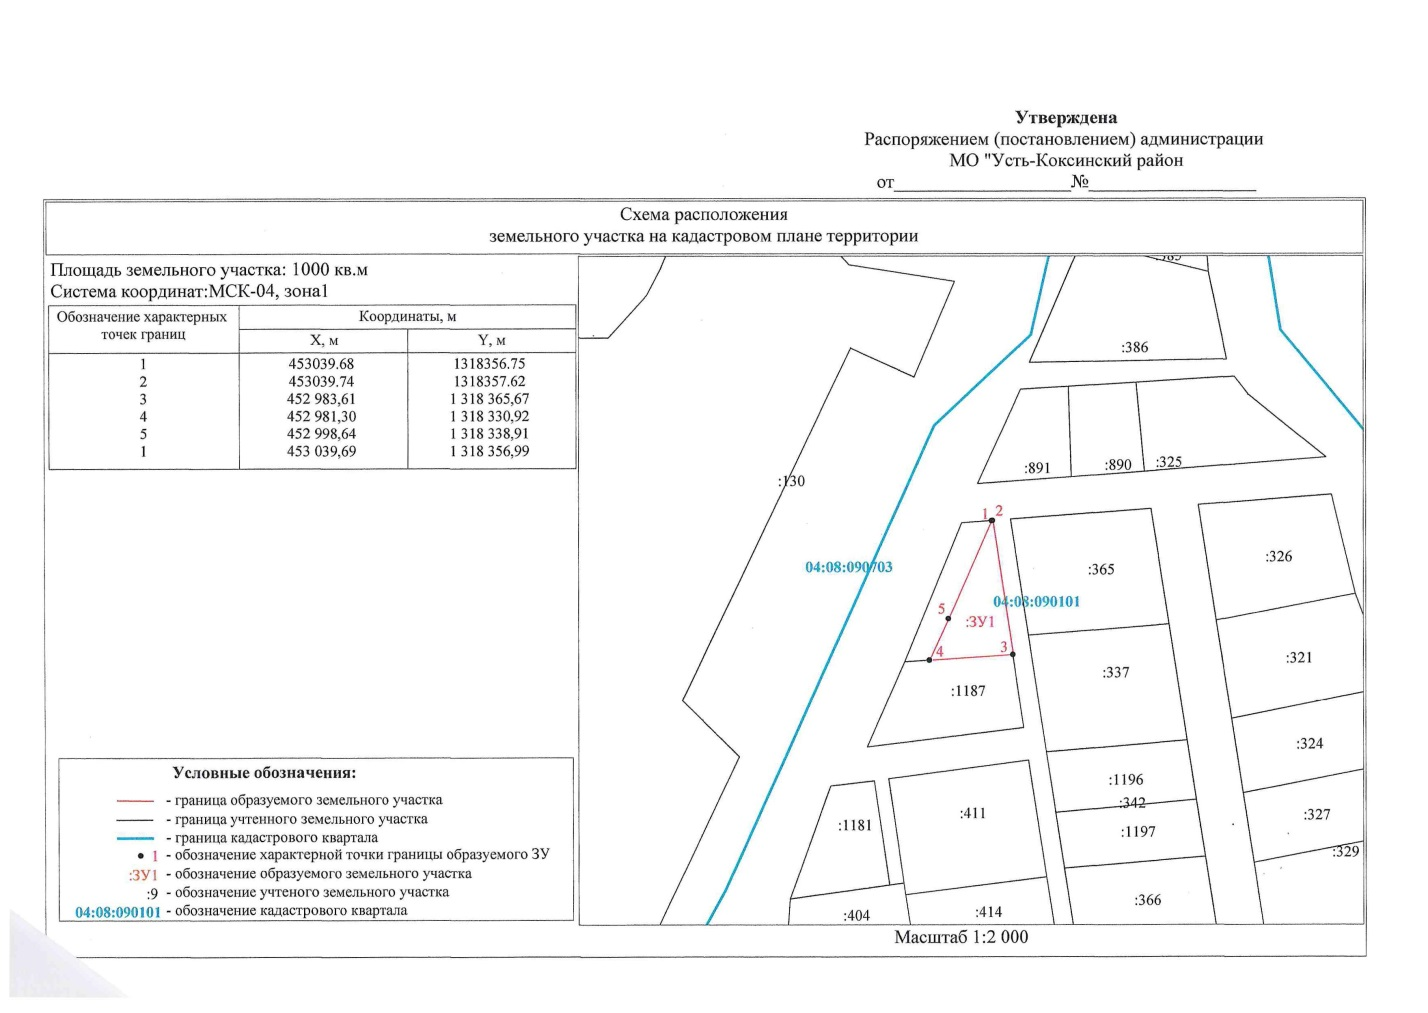 Утверждена
Распоряжением (постановлением) администрации
МО "Усть-Коксинский район
от №
Схема расположения
земельного участка на кадастровом плане территории
Площадь земельного участка: 1000 кв.м
Система координат:МСК-04, зона1
Обозначение характерных точек границ
Координаты, м
X, м Y, м
1 453039.68 1318356.75
2 453039.74 1318357.62
3 452 983,61 1 318 365,67
4 452 981,30 1 318 330,92
5 452 998,64 1 318 338,91
1 453 039,69 1 318 356,99
:385
:386
:891 :890 :325
:130
1 2
04:08:090703
:365
:326
04:08:090101
5
:ЗУ1
4 3
:337
:321
:1187
:324
:1196
:342
:1181
:411
:1197
:327
:329
:404
:414
:366
Масштаб 1:2 000
Условные обозначения:
- граница образуемого земельного участка
- граница учтенного земельного участка
- граница кадастрового квартала
1 - обозначение характерной точки границы образуемого ЗУ
:ЗУ1 - обозначение образуемого земельного участка
:9 - обозначение учтеного земельного участка
04:08:090101 - обозначение кадастрового квартала